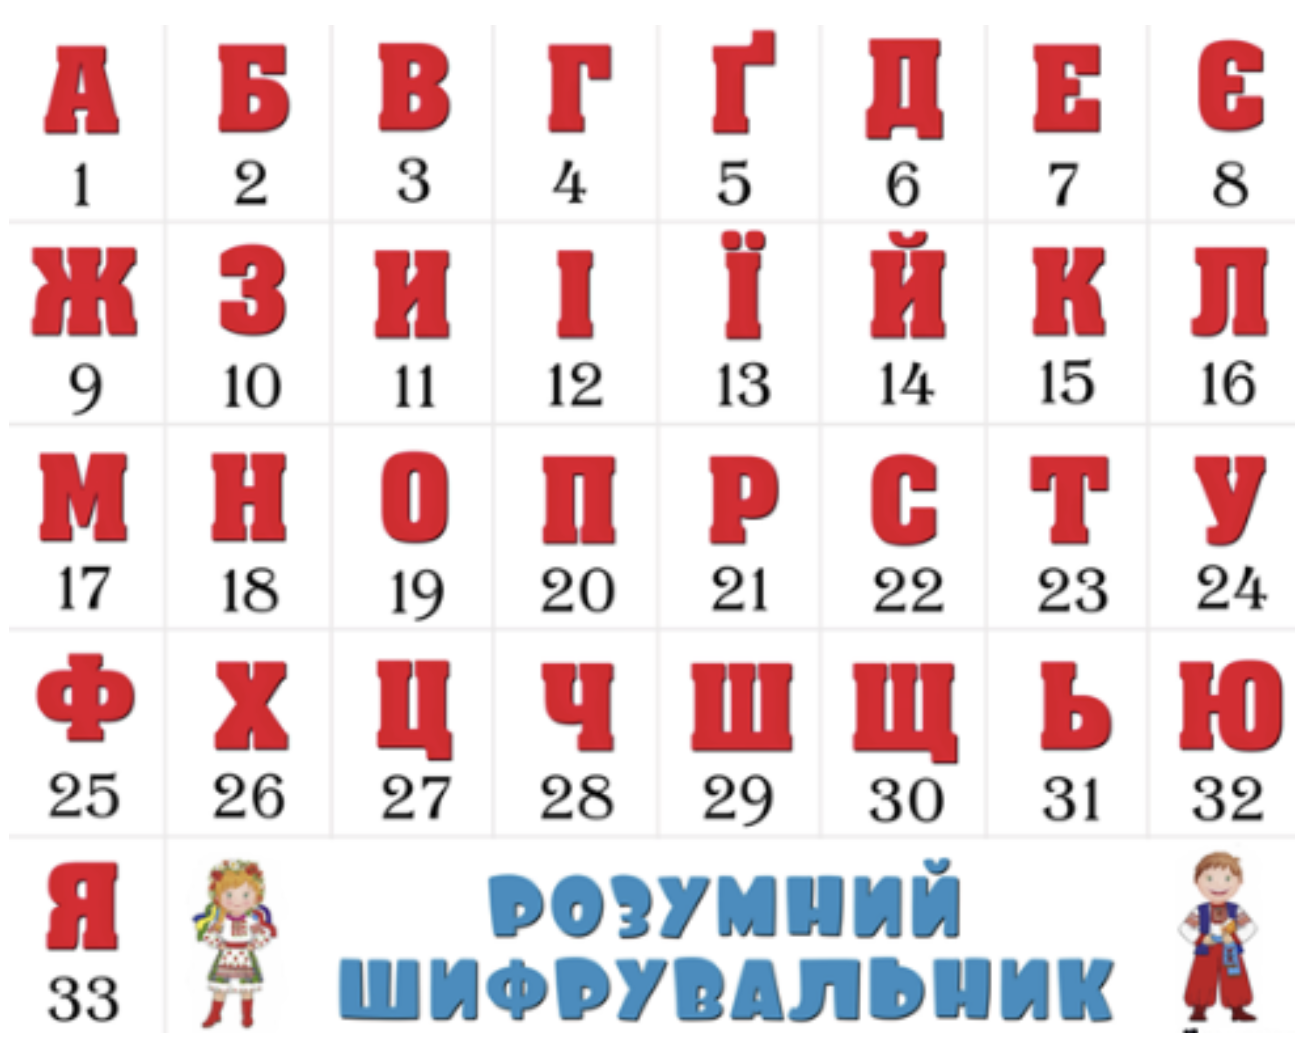 А Б В Г Ґ Д Е Є
1 2 3 4 5 6 7 8
Ж З И І Ї Й К Л
9 10 11 12 13 14 15 16
М Н О П Р С Т У
17 18 19 20 21 22 23 24
Ф Х Ц Ч Ш Щ Ь Ю
25 26 27 28 29 30 31 32
Я
33
РОЗУМНИЙ
ШИФРУВАЛЬНИК